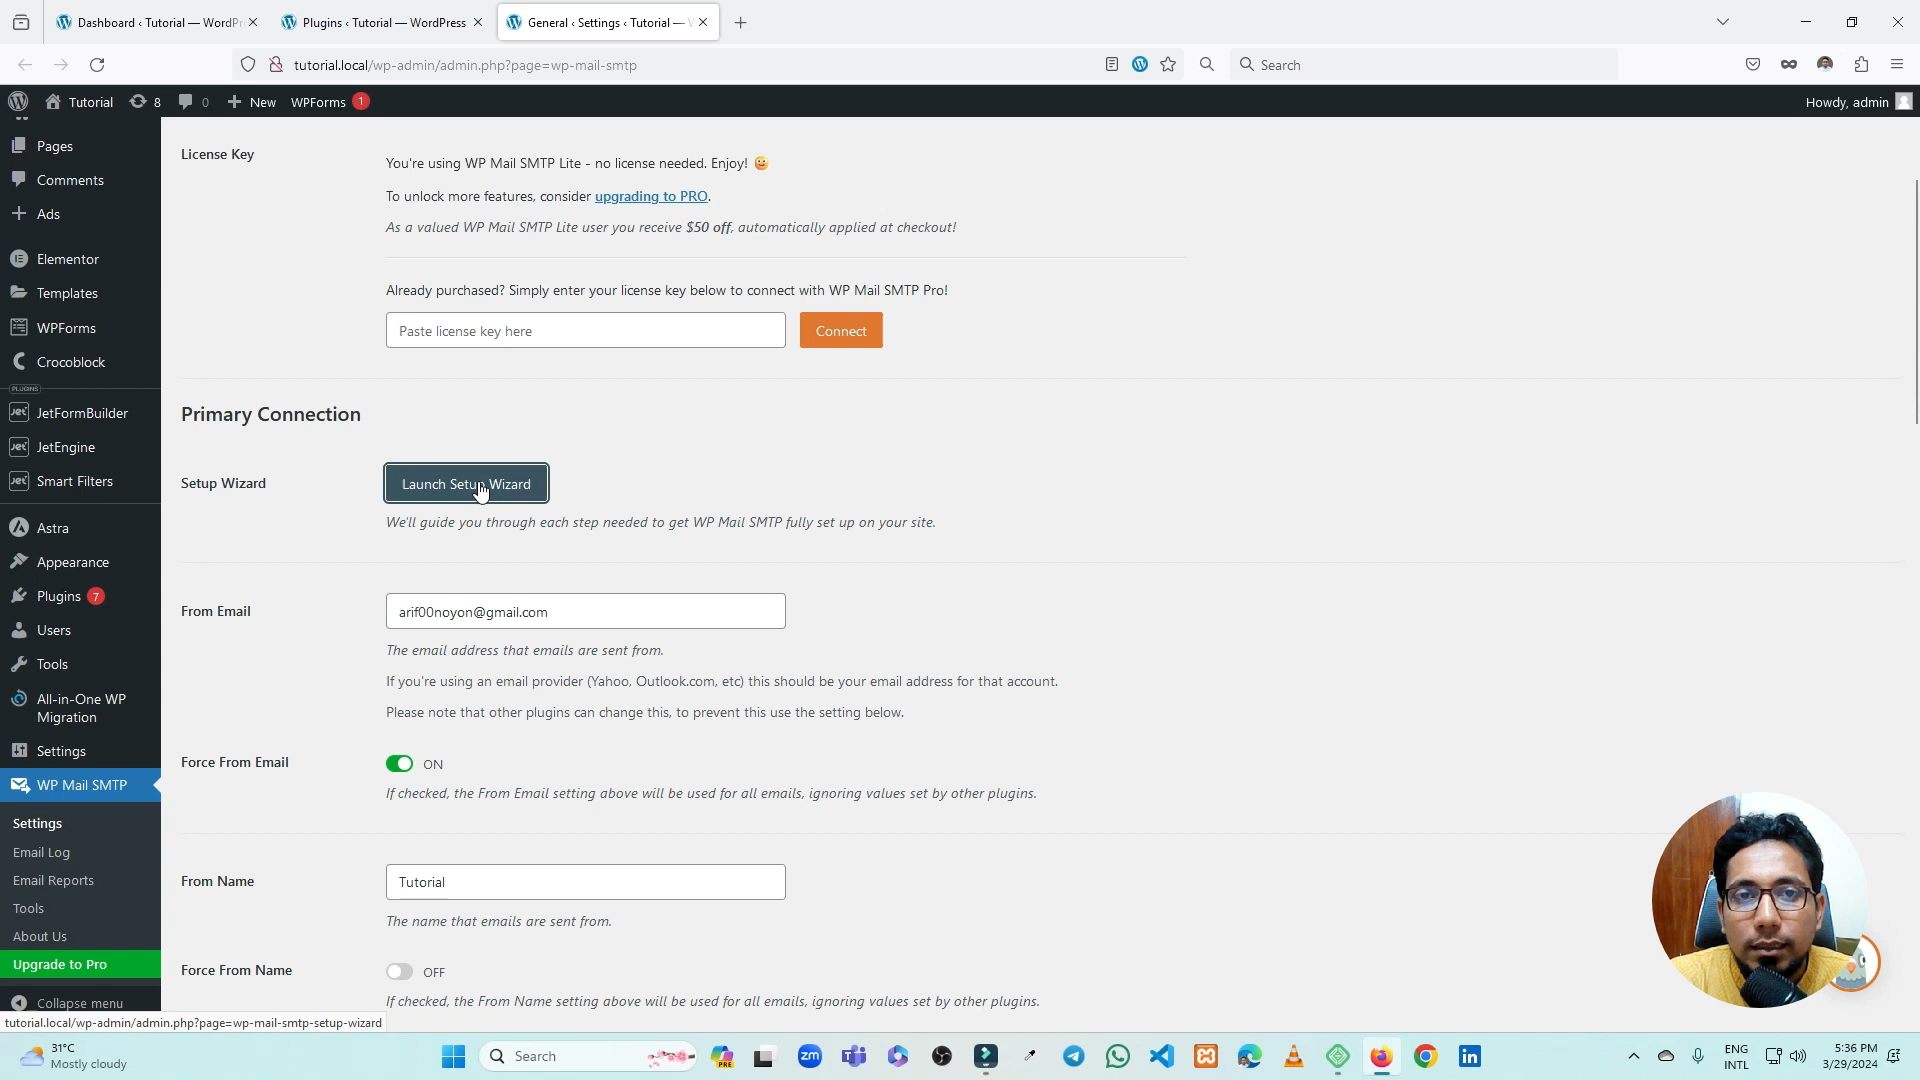 Dashboard ‹ Tutorial — WordPr
Plugins ‹ Tutorial — WordPress
General ‹ Settings ‹ Tutorial — W
tutorial.local/wp-admin/admin.php?page=wp-mail-smtp
Search
Tutorial
8
0
New
WPForms 1
Howdy, admin
Pages
Comments
Ads
Elementor
Templates
WPForms
Crocoblock
PLUGINS
JetFormBuilder
JetEngine
Smart Filters
Astra
Appearance
Plugins 7
Users
Tools
All-in-One WP
Migration
Settings
WP Mail SMTP
Settings
Email Log
Email Reports
Tools
About Us
Upgrade to Pro
Collapse menu
License Key
You're using WP Mail SMTP Lite - no license needed. Enjoy!
To unlock more features, consider upgrading to PRO.
As a valued WP Mail SMTP Lite user you receive $50 off, automatically applied at checkout!
Already purchased? Simply enter your license key below to connect with WP Mail SMTP Pro!
Paste license key here
Connect
Primary Connection
Setup Wizard
Launch Setup Wizard
We'll guide you through each step needed to get WP Mail SMTP fully set up on your site.
From Email
arif00noyon@gmail.com
The email address that emails are sent from.
If you're using an email provider (Yahoo, Outlook.com, etc) this should be your email address for that account.
Please note that other plugins can change this, to prevent this use the setting below.
Force From Email
ON
If checked, the From Email setting above will be used for all emails, ignoring values set by other plugins.
From Name
Tutorial
The name that emails are sent from.
Force From Name
OFF
If checked, the From Name setting above will be used for all emails, ignoring values set by other plugins.
tutorial.local/wp-admin/admin.php?page=wp-mail-smtp-setup-wizard
31°C
Mostly cloudy
Search
PRE
zm
ENG
INTL
5:36 PM
3/29/2024